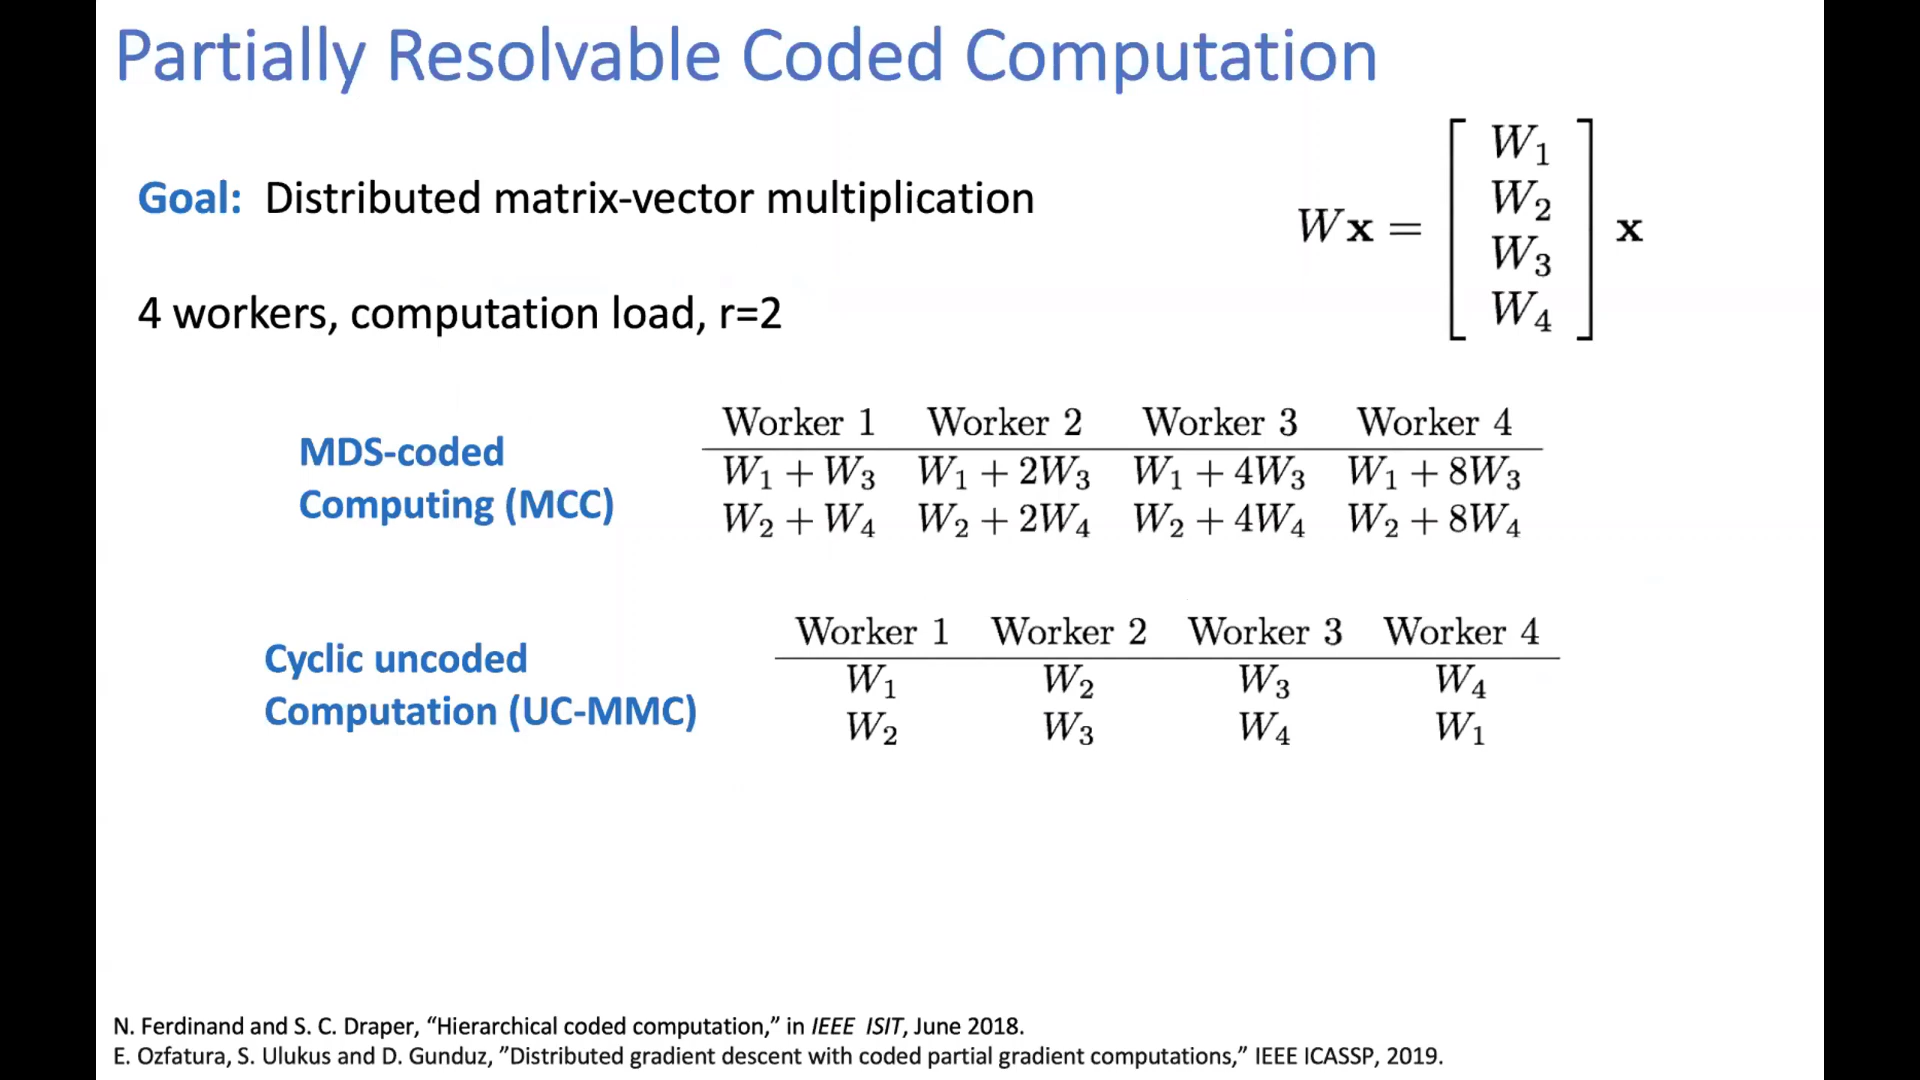 Partially Resolvable Coded Computation
Goal: Distributed matrix-vector multiplication
4 workers, computation load, r=2
W𝐱 = [ W₁ W₂ W₃ W₄ ] 𝐱
MDS-coded
Computing (MCC)
Worker 1 Worker 2 Worker 3 Worker 4
W₁ + W₃ W₁ + 2W₃ W₁ + 4W₃ W₁ + 8W₃
W₂ + W₄ W₂ + 2W₄ W₂ + 4W₄ W₂ + 8W₄
Cyclic uncoded
Computation (UC-MMC)
Worker 1 Worker 2 Worker 3 Worker 4
W₁ W₂ W₃ W₄
W₂ W₃ W₄ W₁
N. Ferdinand and S. C. Draper, “Hierarchical coded computation,” in IEEE ISIT, June 2018.
E. Ozfatura, S. Ulukus and D. Gunduz, ”Distributed gradient descent with coded partial gradient computations,” IEEE ICASSP, 2019.